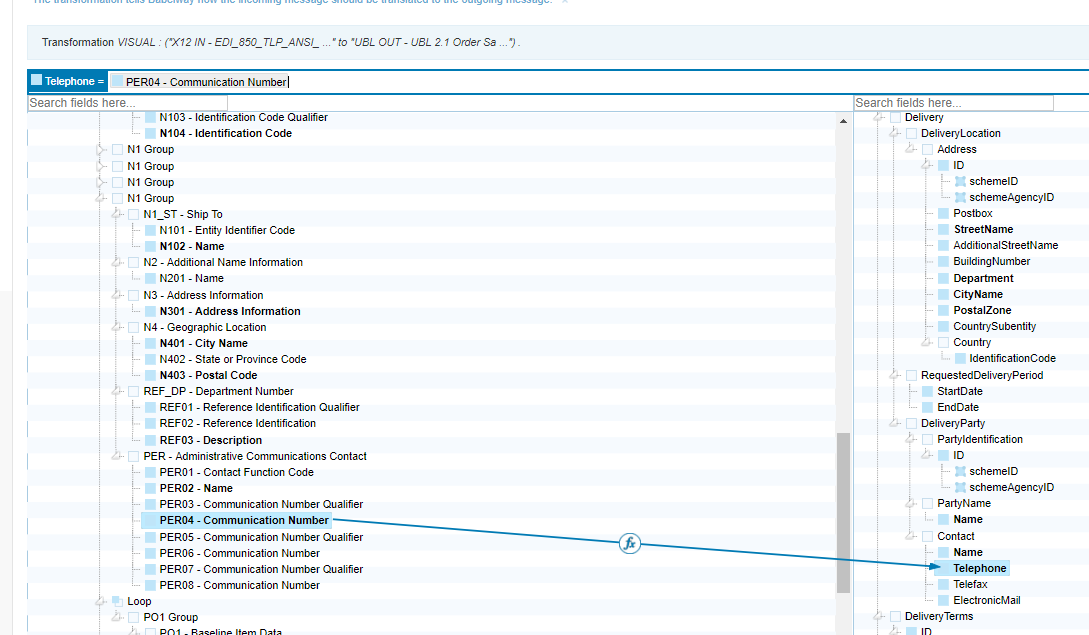 The transformation tells Babelway how the incoming message should be translated to the outgoing message.
Transformation VISUAL : ("X12 IN - EDI_850_TLP_ANSI_ ..." to "UBL OUT - UBL 2.1 Order Sa ...") .
Telephone = PER04 - Communication Number
Search fields here...
N103 - Identification Code Qualifier
N104 - Identification Code
N1 Group
N1 Group
N1 Group
N1 Group
N1_ST - Ship To
N101 - Entity Identifier Code
N102 - Name
N2 - Additional Name Information
N201 - Name
N3 - Address Information
N301 - Address Information
N4 - Geographic Location
N401 - City Name
N402 - State or Province Code
N403 - Postal Code
REF_DP - Department Number
REF01 - Reference Identification Qualifier
REF02 - Reference Identification
REF03 - Description
PER - Administrative Communications Contact
PER01 - Contact Function Code
PER02 - Name
PER03 - Communication Number Qualifier
PER04 - Communication Number
PER05 - Communication Number Qualifier
PER06 - Communication Number
PER07 - Communication Number Qualifier
PER08 - Communication Number
Loop
PO1 Group
PO1 - Baseline Item Data
fx
Search fields here...
Delivery
DeliveryLocation
Address
ID
schemeID
schemeAgencyID
Postbox
StreetName
AdditionalStreetName
BuildingNumber
Department
CityName
PostalZone
CountrySubentity
Country
IdentificationCode
RequestedDeliveryPeriod
StartDate
EndDate
DeliveryParty
PartyIdentification
ID
schemeID
schemeAgencyID
PartyName
Name
Contact
Name
Telephone
Telefax
ElectronicMail
DeliveryTerms
ID